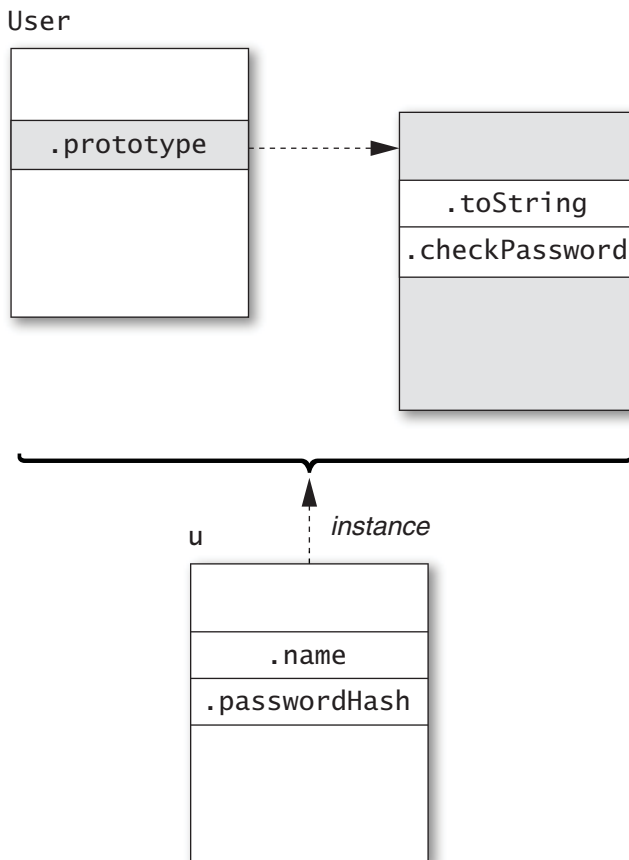 User
.prototype
.toString
.checkPassword
instance
u
.name
.passwordHash